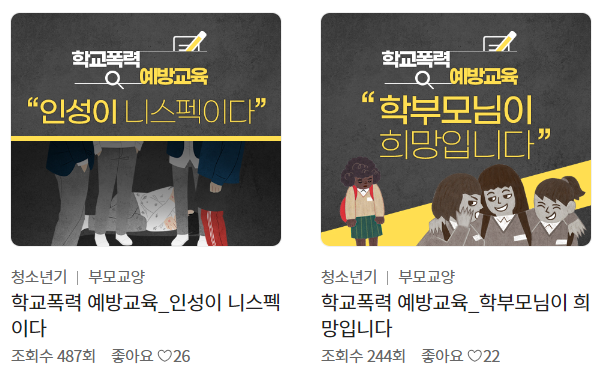 학교폭력
예방교육
“인성이 니스펙이다”
청소년기 | 부모교양
학교폭력 예방교육_인성이 니스펙
이다
조회수 487회 좋아요 ♡26
학교폭력
예방교육
“학부모님이
희망입니다”
청소년기 | 부모교양
학교폭력 예방교육_학부모님이 희
망입니다
조회수 244회 좋아요 ♡22